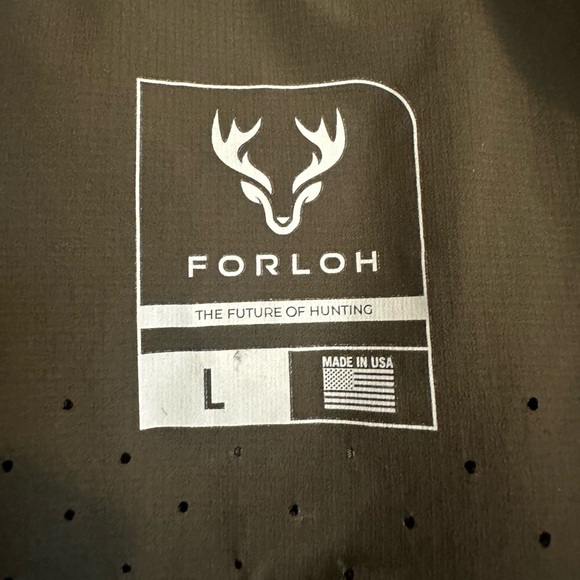 FORLOH
THE FUTURE OF HUNTING
L
MADE IN USA